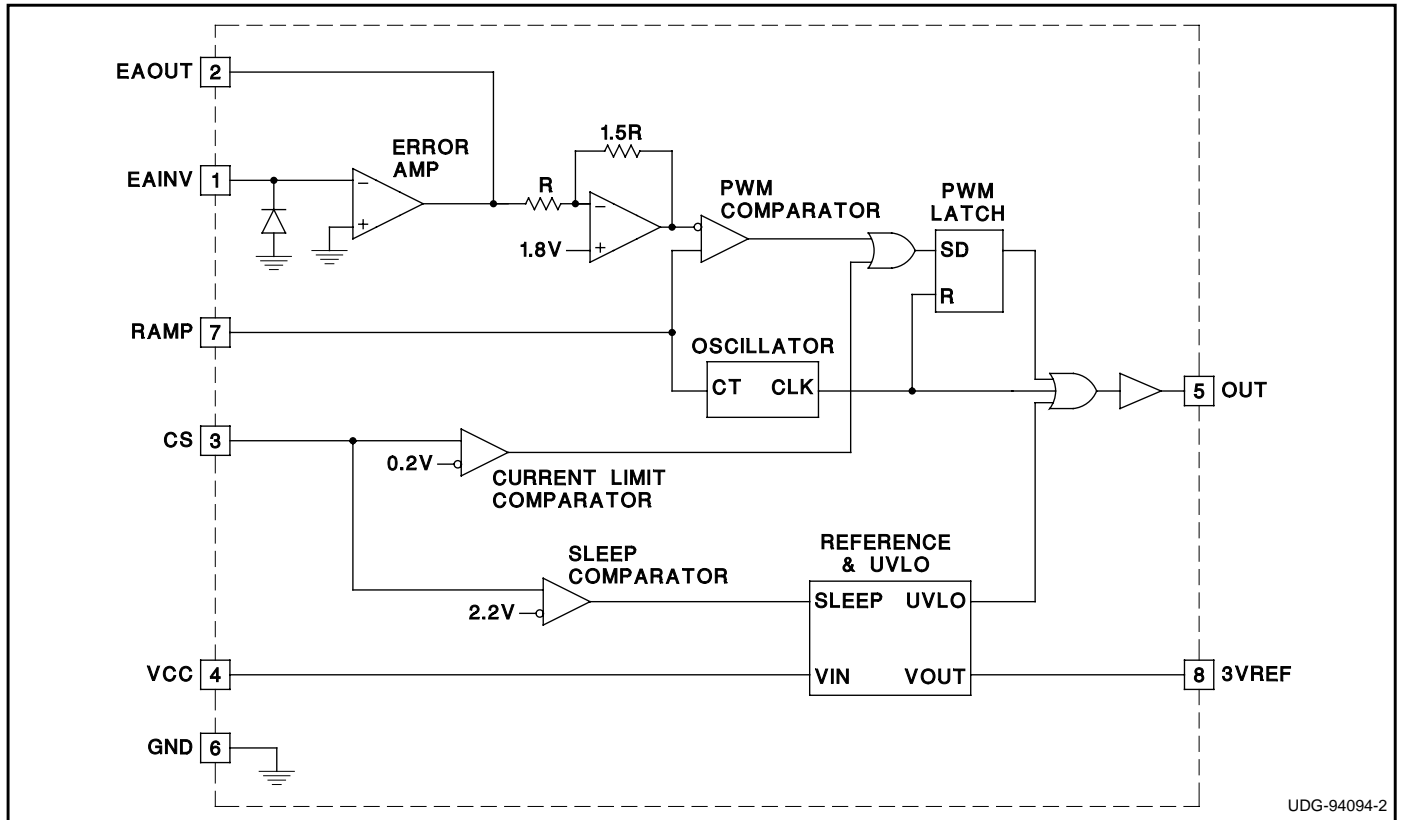 EAOUT 2
ERROR
AMP
1.5R
EAINV 1
−
+
R
−
1.8V
+
PWM
COMPARATOR
PWM
LATCH
SD
R
RAMP 7
OSCILLATOR
CT CLK
5 OUT
CS 3
0.2V
CURRENT LIMIT
COMPARATOR
SLEEP
COMPARATOR
2.2V
REFERENCE
& UVLO
SLEEP UVLO
VCC 4
VIN VOUT
8 3VREF
GND 6
UDG-94094-2